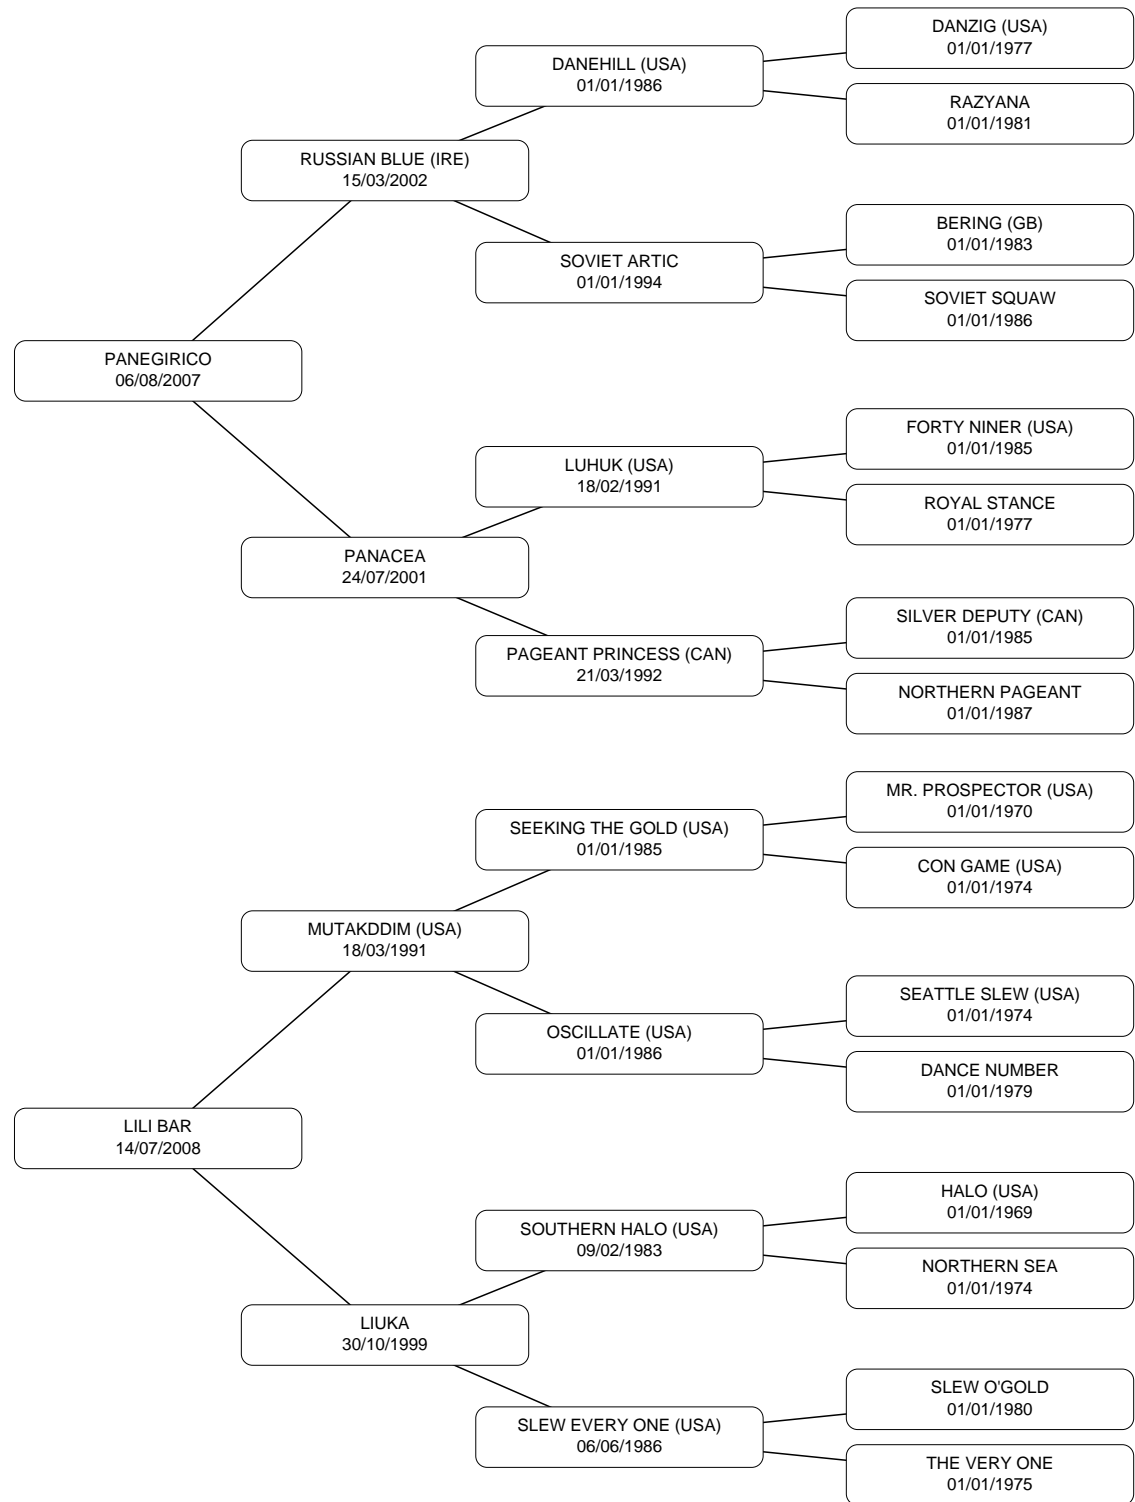 DANZIG (USA)
01/01/1977
DANEHILL (USA)
01/01/1986
RAZYANA
01/01/1981
RUSSIAN BLUE (IRE)
15/03/2002
BERING (GB)
01/01/1983
SOVIET ARTIC
01/01/1994
SOVIET SQUAW
01/01/1986
PANEGIRICO
06/08/2007
FORTY NINER (USA)
01/01/1985
LUHUK (USA)
18/02/1991
ROYAL STANCE
01/01/1977
PANACEA
24/07/2001
SILVER DEPUTY (CAN)
01/01/1985
PAGEANT PRINCESS (CAN)
21/03/1992
NORTHERN PAGEANT
01/01/1987
MR. PROSPECTOR (USA)
01/01/1970
SEEKING THE GOLD (USA)
01/01/1985
CON GAME (USA)
01/01/1974
MUTAKDDIM (USA)
18/03/1991
SEATTLE SLEW (USA)
01/01/1974
OSCILLATE (USA)
01/01/1986
DANCE NUMBER
01/01/1979
LILI BAR
14/07/2008
HALO (USA)
01/01/1969
SOUTHERN HALO (USA)
09/02/1983
NORTHERN SEA
01/01/1974
LIUKA
30/10/1999
SLEW O'GOLD
01/01/1980
SLEW EVERY ONE (USA)
06/06/1986
THE VERY ONE
01/01/1975